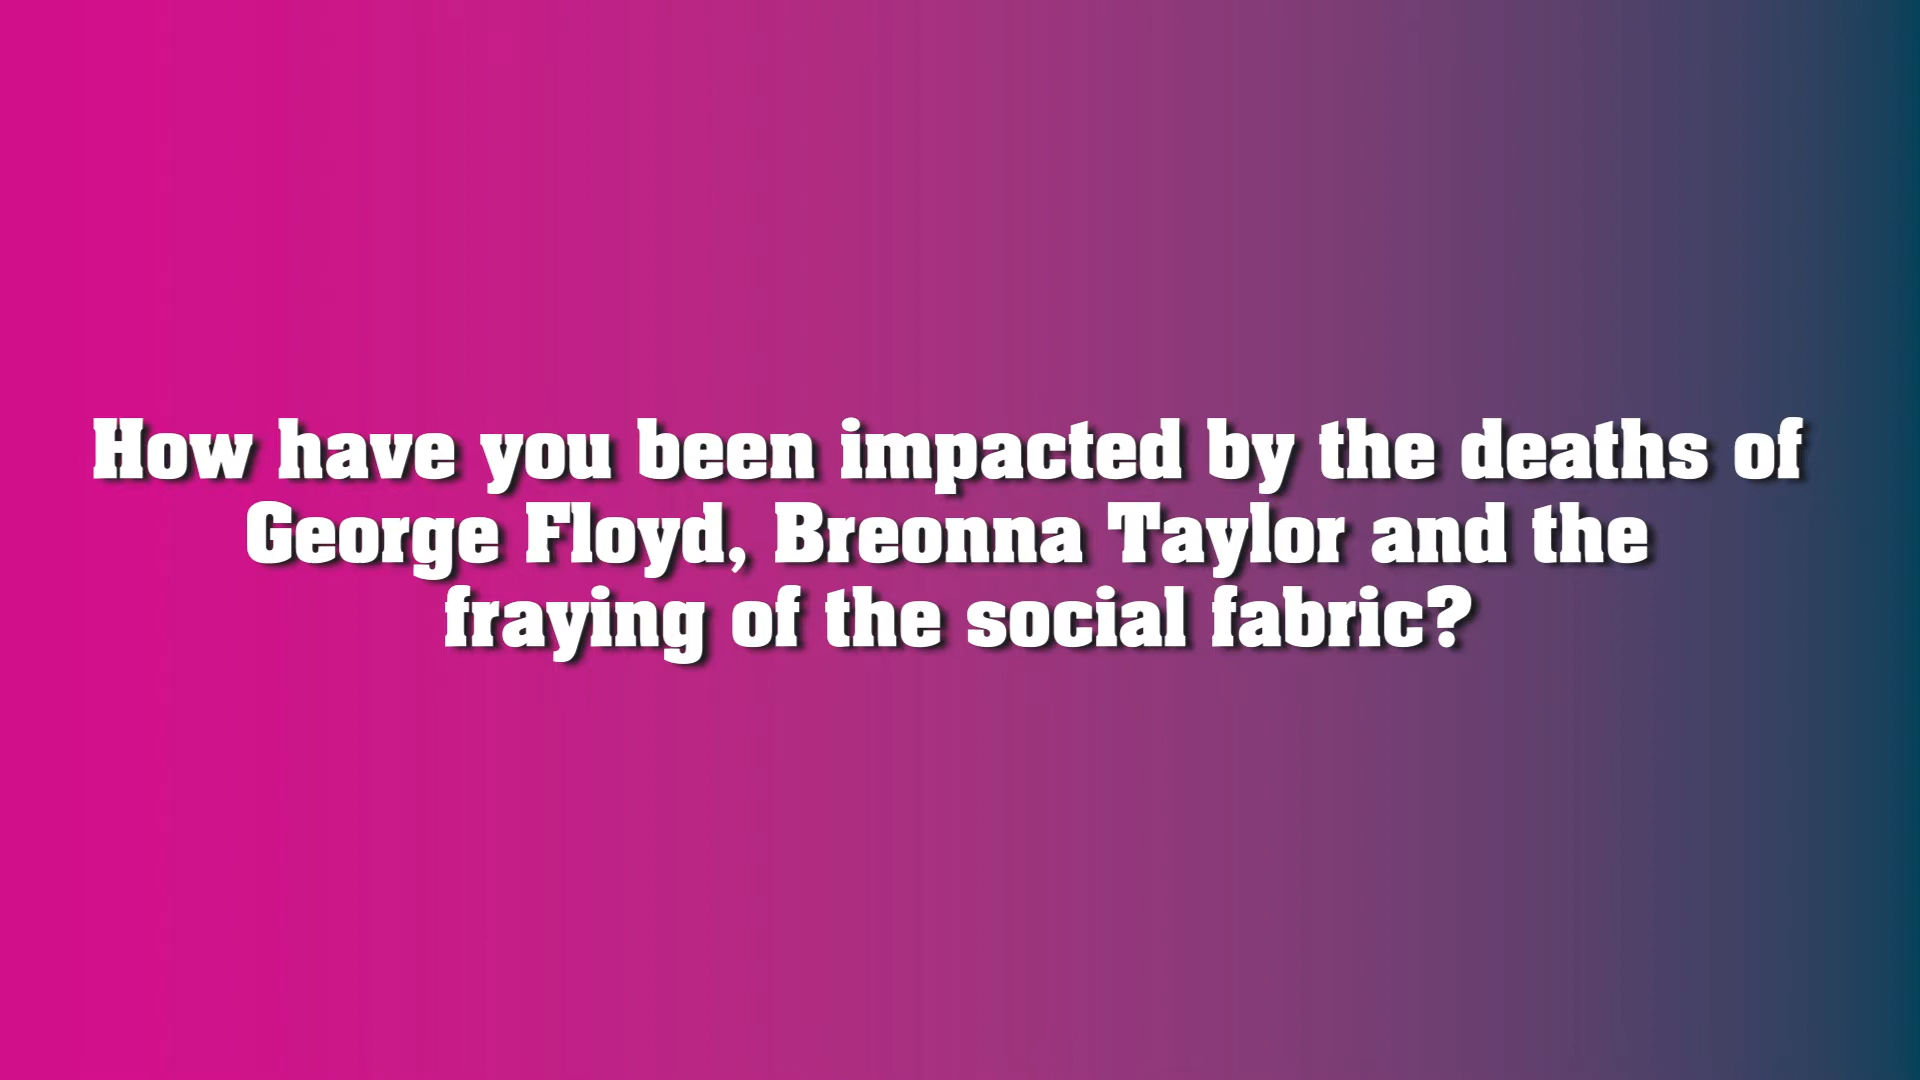 How have you been impacted by the deaths of
George Floyd, Breonna Taylor and the
fraying of the social fabric?